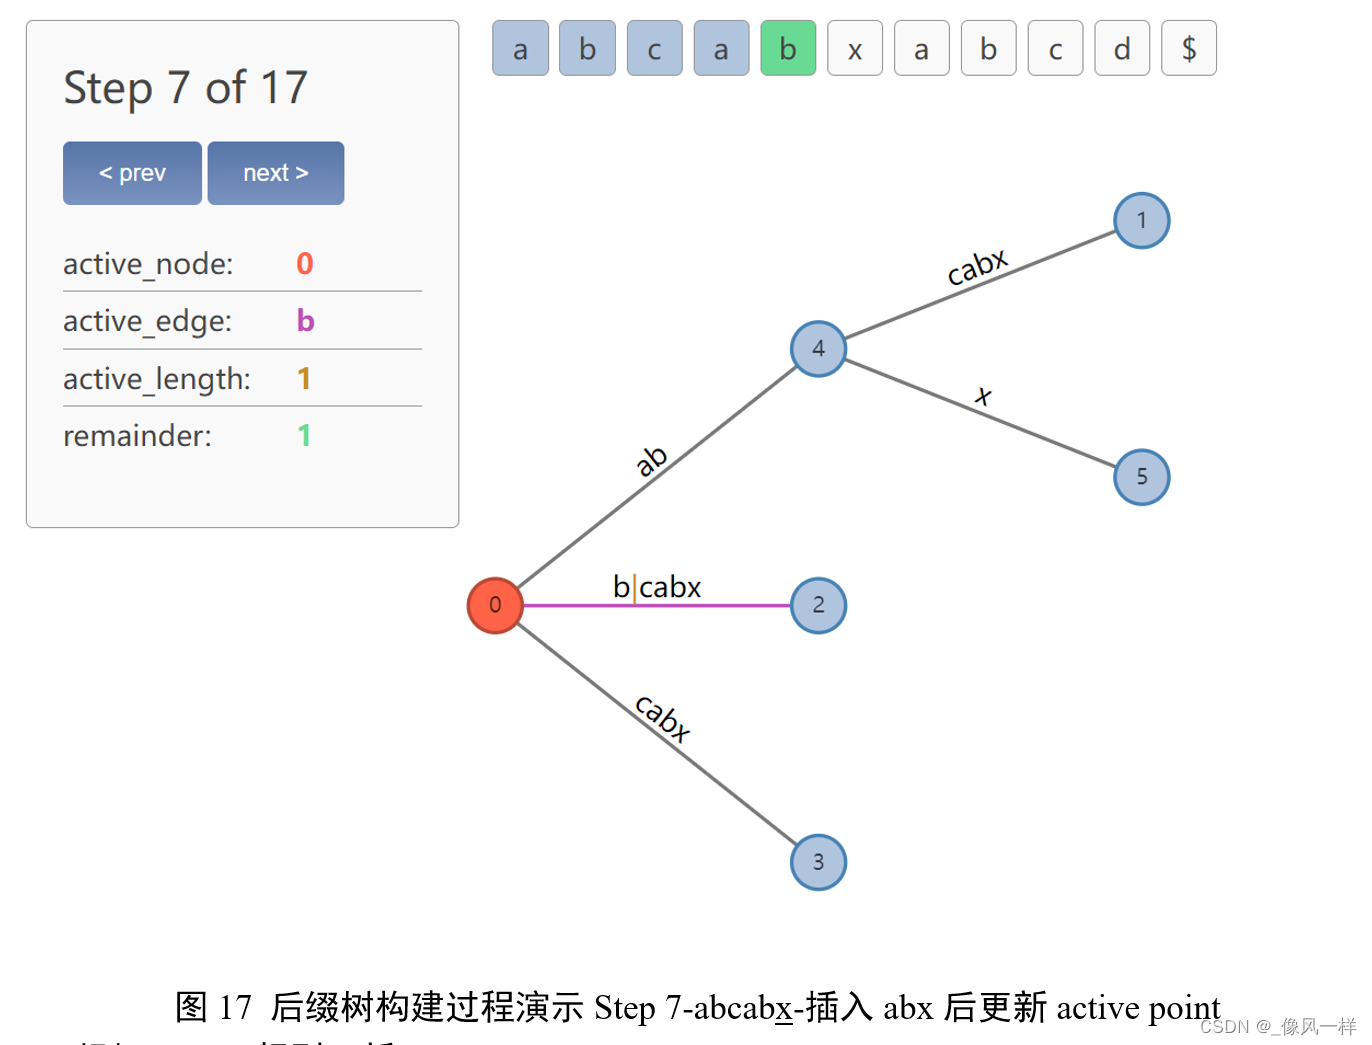 Step 7 of 17
< prev
next >
active_node: 0
active_edge: b
active_length: 1
remainder: 1
a b c a b x a b c d $
1
cabx
4
x
5
ab
0
b|cabx
2
cabx
3
图 17 后缀树构建过程演示 Step 7-abcabx-插入 abx 后更新 active point
CSDN @_像风一样